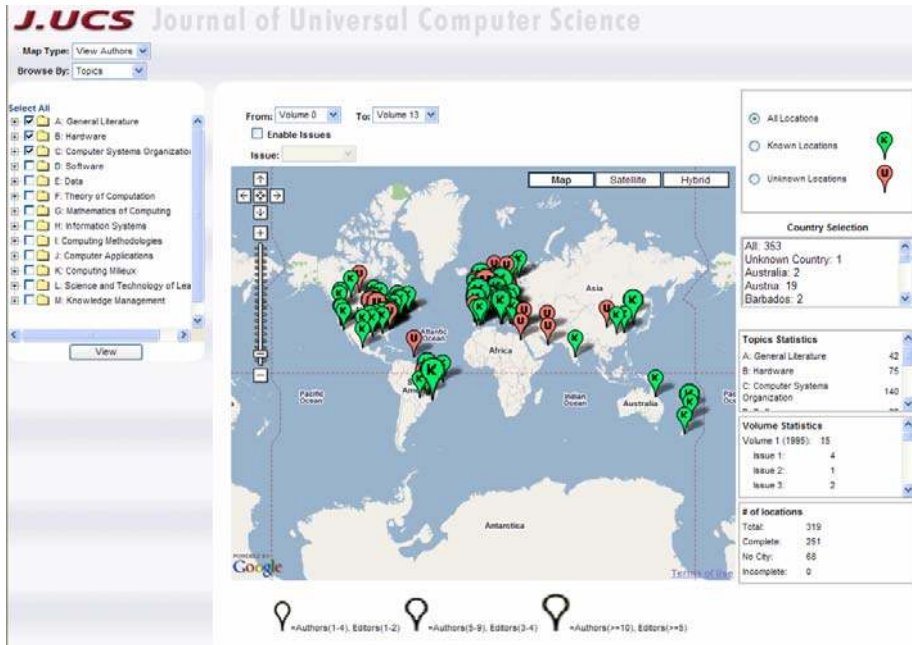 J.UCS Journal of Universal Computer Science
Map Type: View Authors
Browse By: Topics
Select All
A: General Literature
B: Hardware
C: Computer Systems Organizatio
D: Software
E: Data
F: Theory of Computation
G: Mathematics of Computing
H: Information Systems
I: Computing Methodologies
J: Computer Applications
K: Computing Milieux
L: Science and Technology of Lea
M: Knowledge Management
View
From: Volume 0 To: Volume 13
Enable Issues
Issue:
Map Satellite Hybrid
Asia
Atlantic
Ocean
Africa
Pacific
Ocean
Indian
Ocean
Australia
Pacific
Ocean
Antarctica
POWERED BY
Google
Terms of Use
All Locations
Known Locations K
Unknown Locations U
Country Selection
All: 353
Unknown Country: 1
Australia: 2
Austria: 19
Barbados: 2
Topics Statistics
A: General Literature 42
B: Hardware 75
C: Computer Systems
Organization 140
Volume Statistics
Volume 1 (1995): 15
Issue 1: 4
Issue 2: 1
Issue 3: 2
# of locations
Total: 319
Complete: 251
No City: 68
Incomplete: 0
=Authors(1-4), Editors(1-2) =Authors(5-9), Editors(3-4) =Authors(>=10), Editors(>=5)